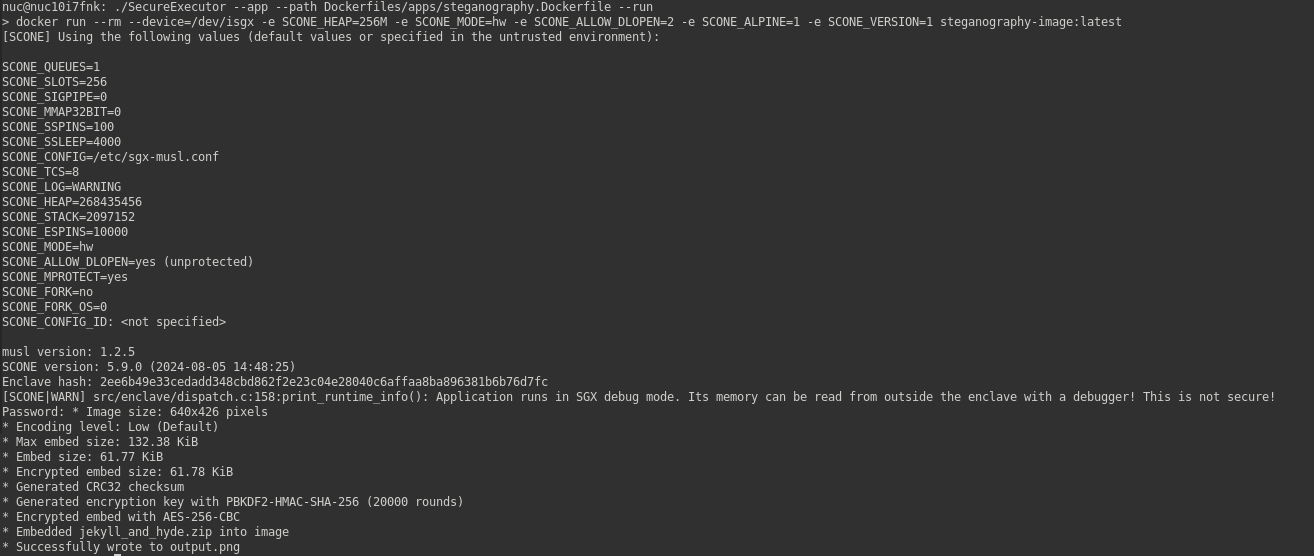 nuc@nuc10i7fnk: ./SecureExecutor --app --path Dockerfiles/apps/steganography.Dockerfile --run
> docker run --rm --device=/dev/isgx -e SCONE_HEAP=256M -e SCONE_MODE=hw -e SCONE_ALLOW_DLOPEN=2 -e SCONE_ALPINE=1 -e SCONE_VERSION=1 steganography-image:latest
[SCONE] Using the following values (default values or specified in the untrusted environment):

SCONE_QUEUES=1
SCONE_SLOTS=256
SCONE_SIGPIPE=0
SCONE_MMAP32BIT=0
SCONE_SSPINS=100
SCONE_SSLEEP=4000
SCONE_CONFIG=/etc/sgx-musl.conf
SCONE_TCS=8
SCONE_LOG=WARNING
SCONE_HEAP=268435456
SCONE_STACK=2097152
SCONE_ESPINS=10000
SCONE_MODE=hw
SCONE_ALLOW_DLOPEN=yes (unprotected)
SCONE_MPROTECT=yes
SCONE_FORK=no
SCONE_FORK_OS=0
SCONE_CONFIG_ID: <not specified>

musl version: 1.2.5
SCONE version: 5.9.0 (2024-08-05 14:48:25)
Enclave hash: 2ee6b49e33cedadd348cbd862f2e23c04e28040c6affaa8ba896381b6b76d7fc
[SCONE|WARN] src/enclave/dispatch.c:158:print_runtime_info(): Application runs in SGX debug mode. Its memory can be read from outside the enclave with a debugger! This is not secure!
Password: * Image size: 640x426 pixels
* Encoding level: Low (Default)
* Max embed size: 132.38 KiB
* Embed size: 61.77 KiB
* Encrypted embed size: 61.78 KiB
* Generated CRC32 checksum
* Generated encryption key with PBKDF2-HMAC-SHA-256 (20000 rounds)
* Encrypted embed with AES-256-CBC
* Embedded jekyll_and_hyde.zip into image
* Successfully wrote to output.png